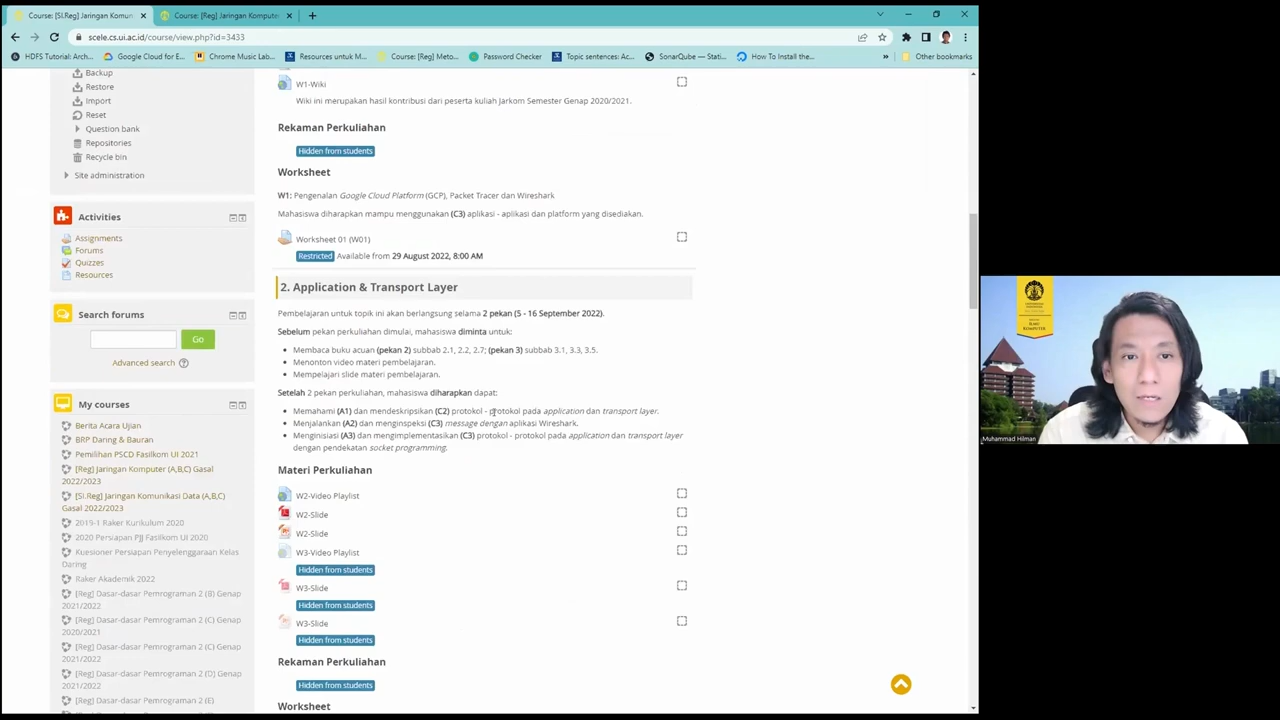 Course: [SI.Reg] Jaringan Komun
Course: [Reg] Jaringan Komputer
scele.cs.ui.ac.id/course/view.php?id=3433
HDFS Tutorial: Arch...
Google Cloud for E...
Chrome Music Lab...
Resources untuk M...
Course: [Reg] Meto...
Password Checker
Topic sentences: Ac...
SonarQube — Stati...
How To Install the...
Other bookmarks
Backup
Restore
Import
Reset
Question bank
Repositories
Recycle bin
Site administration
Activities
Assignments
Forums
Quizzes
Resources
Search forums
Go
Advanced search
My courses
Berita Acara Ujian
BRP Daring & Bauran
Pemilihan PSCD Fasilkom UI 2021
[Reg] Jaringan Komputer (A,B,C) Gasal
2022/2023
[SI.Reg] Jaringan Komunikasi Data (A,B,C)
Gasal 2022/2023
2019-1 Raker Kurikulum 2020
2020 Persiapan PJJ Fasilkom UI 2020
Kuesioner Persiapan Penyelenggaraan Kelas
Daring
Raker Akademik 2022
[Reg] Dasar-dasar Pemrograman 2 (B) Genap
2021/2022
[Reg] Dasar-dasar Pemrograman 2 (C) Genap
2020/2021
[Reg] Dasar-dasar Pemrograman 2 (C) Genap
2021/2022
[Reg] Dasar-dasar Pemrograman 2 (D) Genap
2021/2022
[Reg] Dasar-dasar Pemrograman 2 (E)
W1-Wiki
Wiki ini merupakan hasil kontribusi dari peserta kuliah Jarkom Semester Genap 2020/2021.
Rekaman Perkuliahan
Hidden from students
Worksheet
W1: Pengenalan Google Cloud Platform (GCP), Packet Tracer dan Wireshark
Mahasiswa diharapkan mampu menggunakan (C3) aplikasi - aplikasi dan platform yang disediakan.
Worksheet 01 (W01)
Restricted Available from 29 August 2022, 8:00 AM
2. Application & Transport Layer
Pembelajaran untuk topik ini akan berlangsung selama 2 pekan (5 - 16 September 2022).
Sebelum pekan perkuliahan dimulai, mahasiswa diminta untuk:
Membaca buku acuan (pekan 2) subbab 2.1, 2.2, 2.7; (pekan 3) subbab 3.1, 3.3, 3.5.
Menonton video materi pembelajaran.
Mempelajari slide materi pembelajaran.
Setelah 2 pekan perkuliahan, mahasiswa diharapkan dapat:
Memahami (A1) dan mendeskripsikan (C2) protokol - protokol pada application dan transport layer.
Menjalankan (A2) dan menginspeksi (C3) message dengan aplikasi Wireshark.
Menginisiasi (A3) dan mengimplementasikan (C3) protokol - protokol pada application dan transport layer
dengan pendekatan socket programming.
Materi Perkuliahan
W2-Video Playlist
W2-Slide
W2-Slide
W3-Video Playlist
Hidden from students
W3-Slide
Hidden from students
W3-Slide
Hidden from students
Rekaman Perkuliahan
Hidden from students
Worksheet
FAKULTAS
ILMU
KOMPUTER
Muhammad Hilman